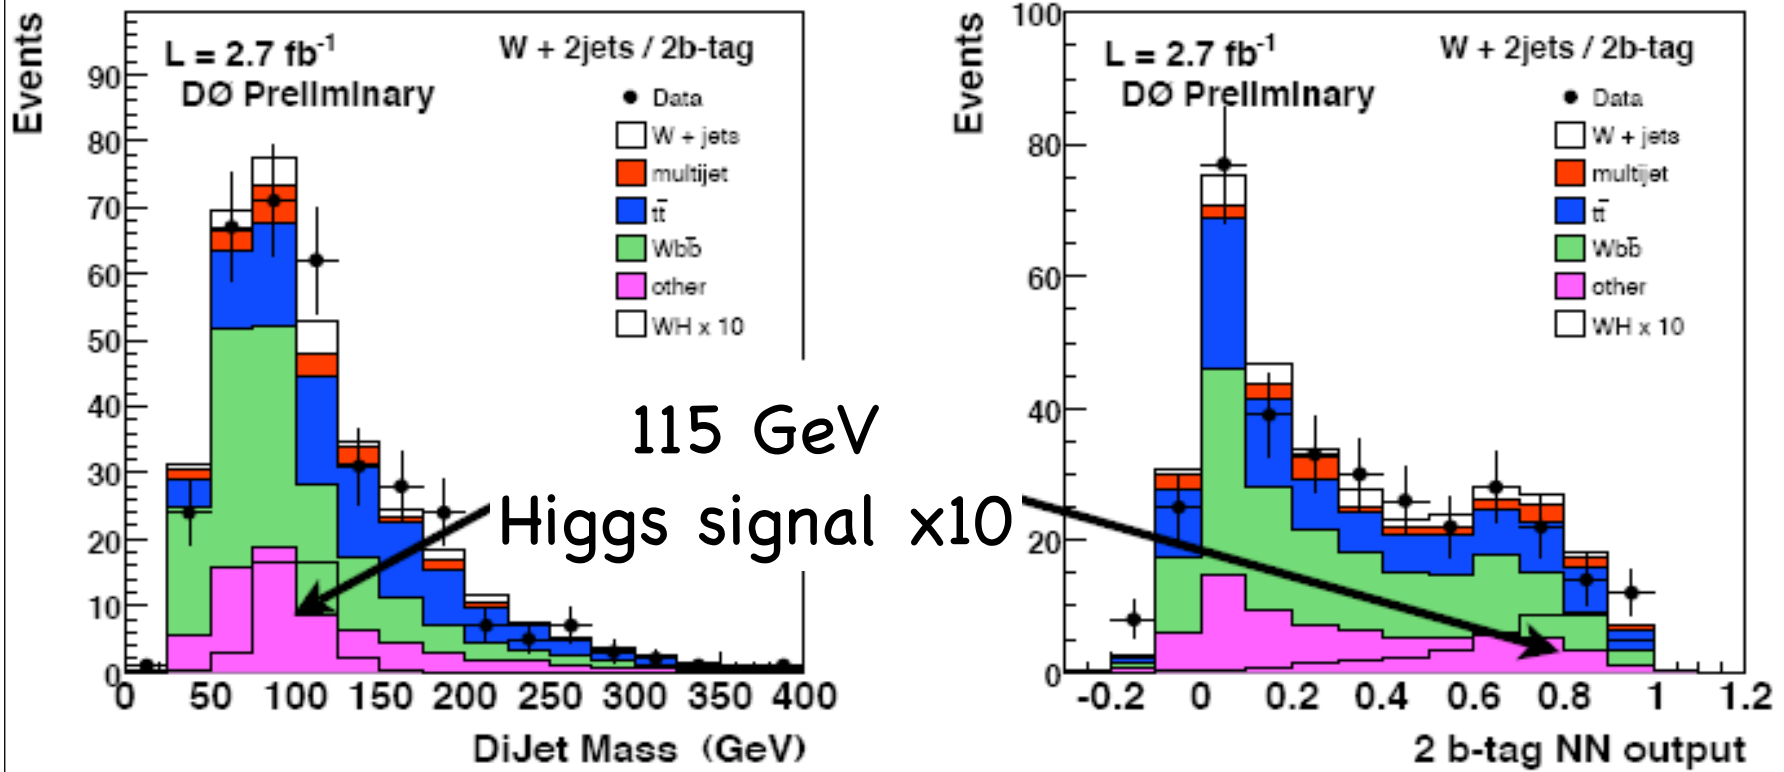 Events
L = 2.7 fb⁻¹
W + 2jets / 2b-tag
DØ Preliminary
Data
W + jets
multijet
tt̄
Wbb̄
other
WH x 10
90
80
70
60
50
40
30
20
10
0
0 50 100 150 200 250 300 350 400
DiJet Mass (GeV)
115 GeV
Higgs signal x10
Events
L = 2.7 fb⁻¹
W + 2jets / 2b-tag
DØ Preliminary
Data
W + jets
multijet
tt̄
Wbb̄
other
WH x 10
100
80
60
40
20
0
-0.2 0 0.2 0.4 0.6 0.8 1 1.2
2 b-tag NN output